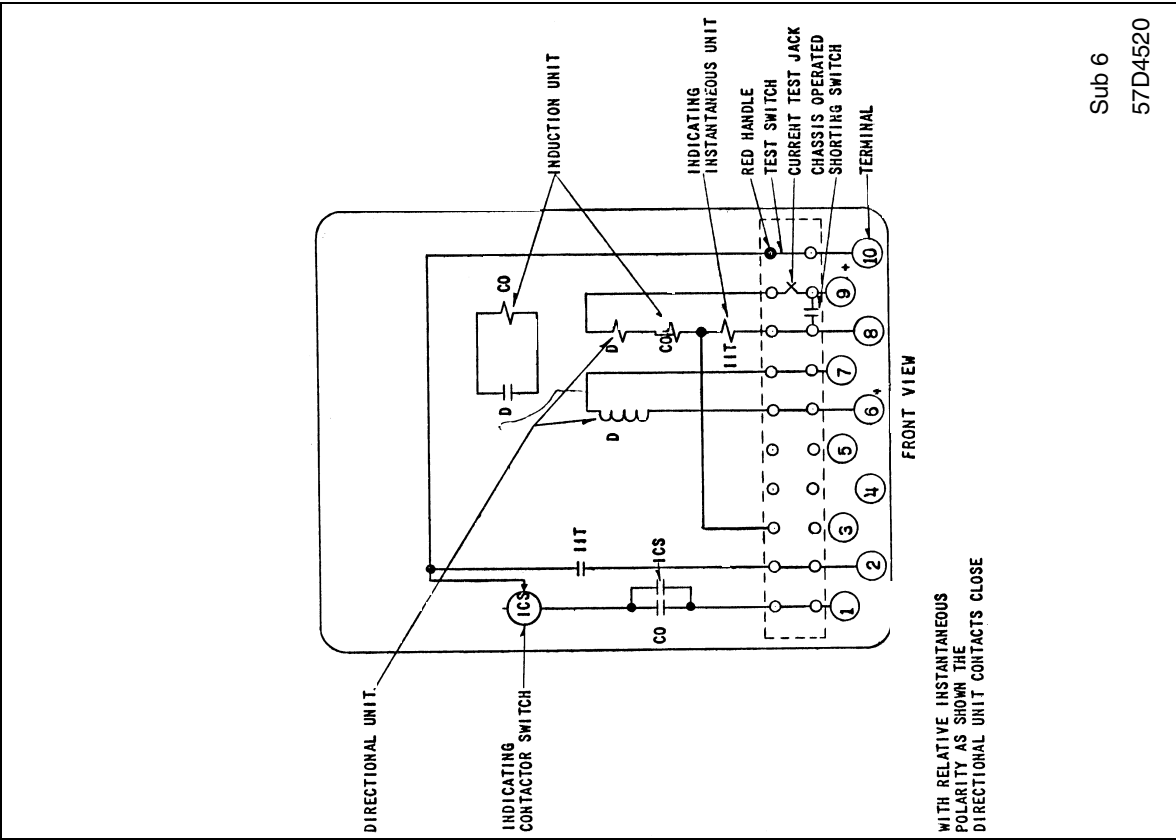 DIRECTIONAL UNIT.
INDICATING
CONTACTOR SWITCH
INDUCTION UNIT
INDICATING
INSTANTANEOUS UNIT
RED HANDLE
TEST SWITCH
CURRENT TEST JACK
CHASSIS OPERATED
SHORTING SWITCH
TERMINAL
D
CO
D
CO
IIT
D
IIT
ICS
ICS
CO
1
2
3
4
5
6
+
7
8
9
+
10
FRONT VIEW
WITH RELATIVE INSTANTANEOUS
POLARITY AS SHOWN THE
DIRECTIONAL UNIT CONTACTS CLOSE
Sub 6
57D4520